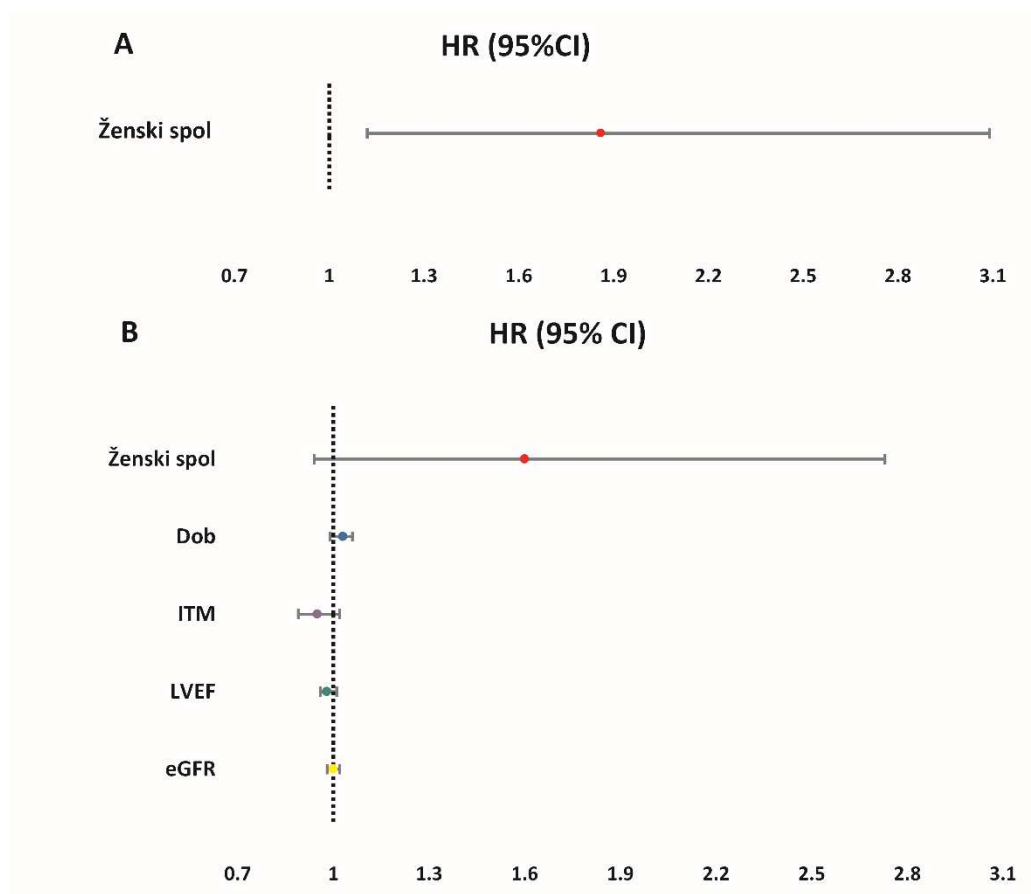 A
HR (95%CI)
Ženski spol
0.7 1 1.3 1.6 1.9 2.2 2.5 2.8 3.1
B
HR (95% CI)
Ženski spol
Dob
ITM
LVEF
eGFR
0.7 1 1.3 1.6 1.9 2.2 2.5 2.8 3.1